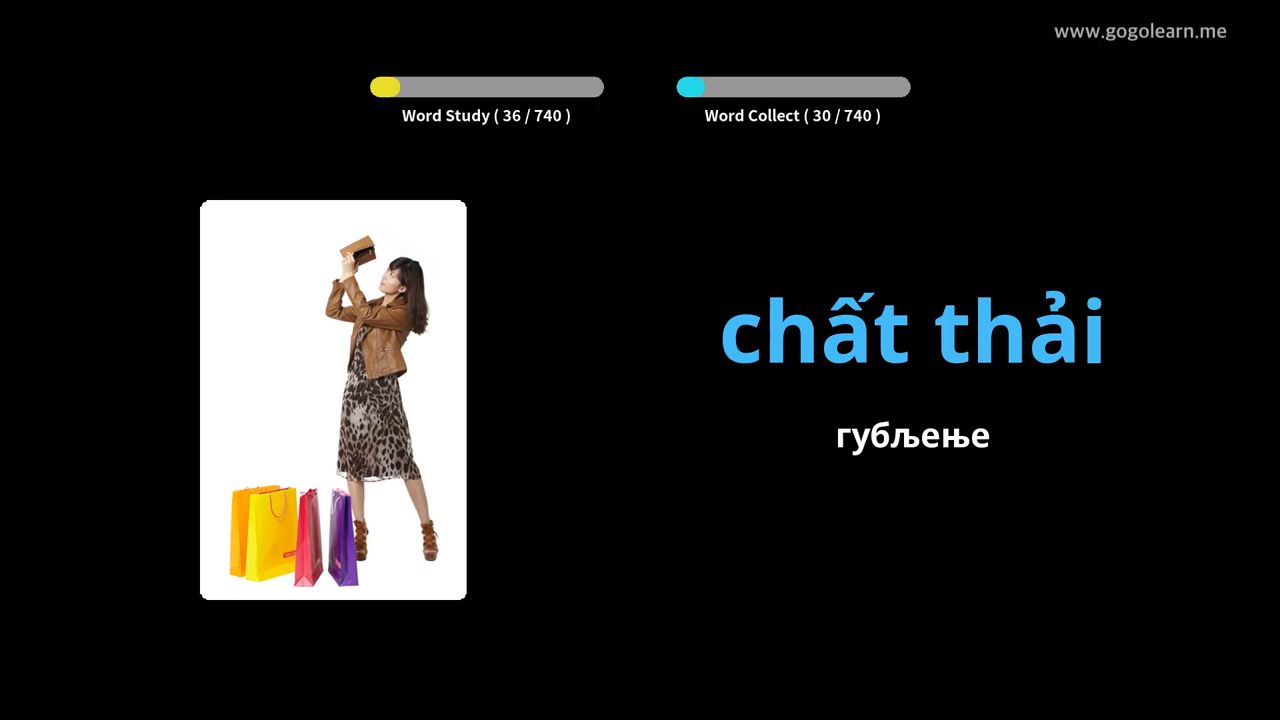 www.gogolearn.me
Word Study ( 36 / 740 )
Word Collect ( 30 / 740 )
chất thải
губљење